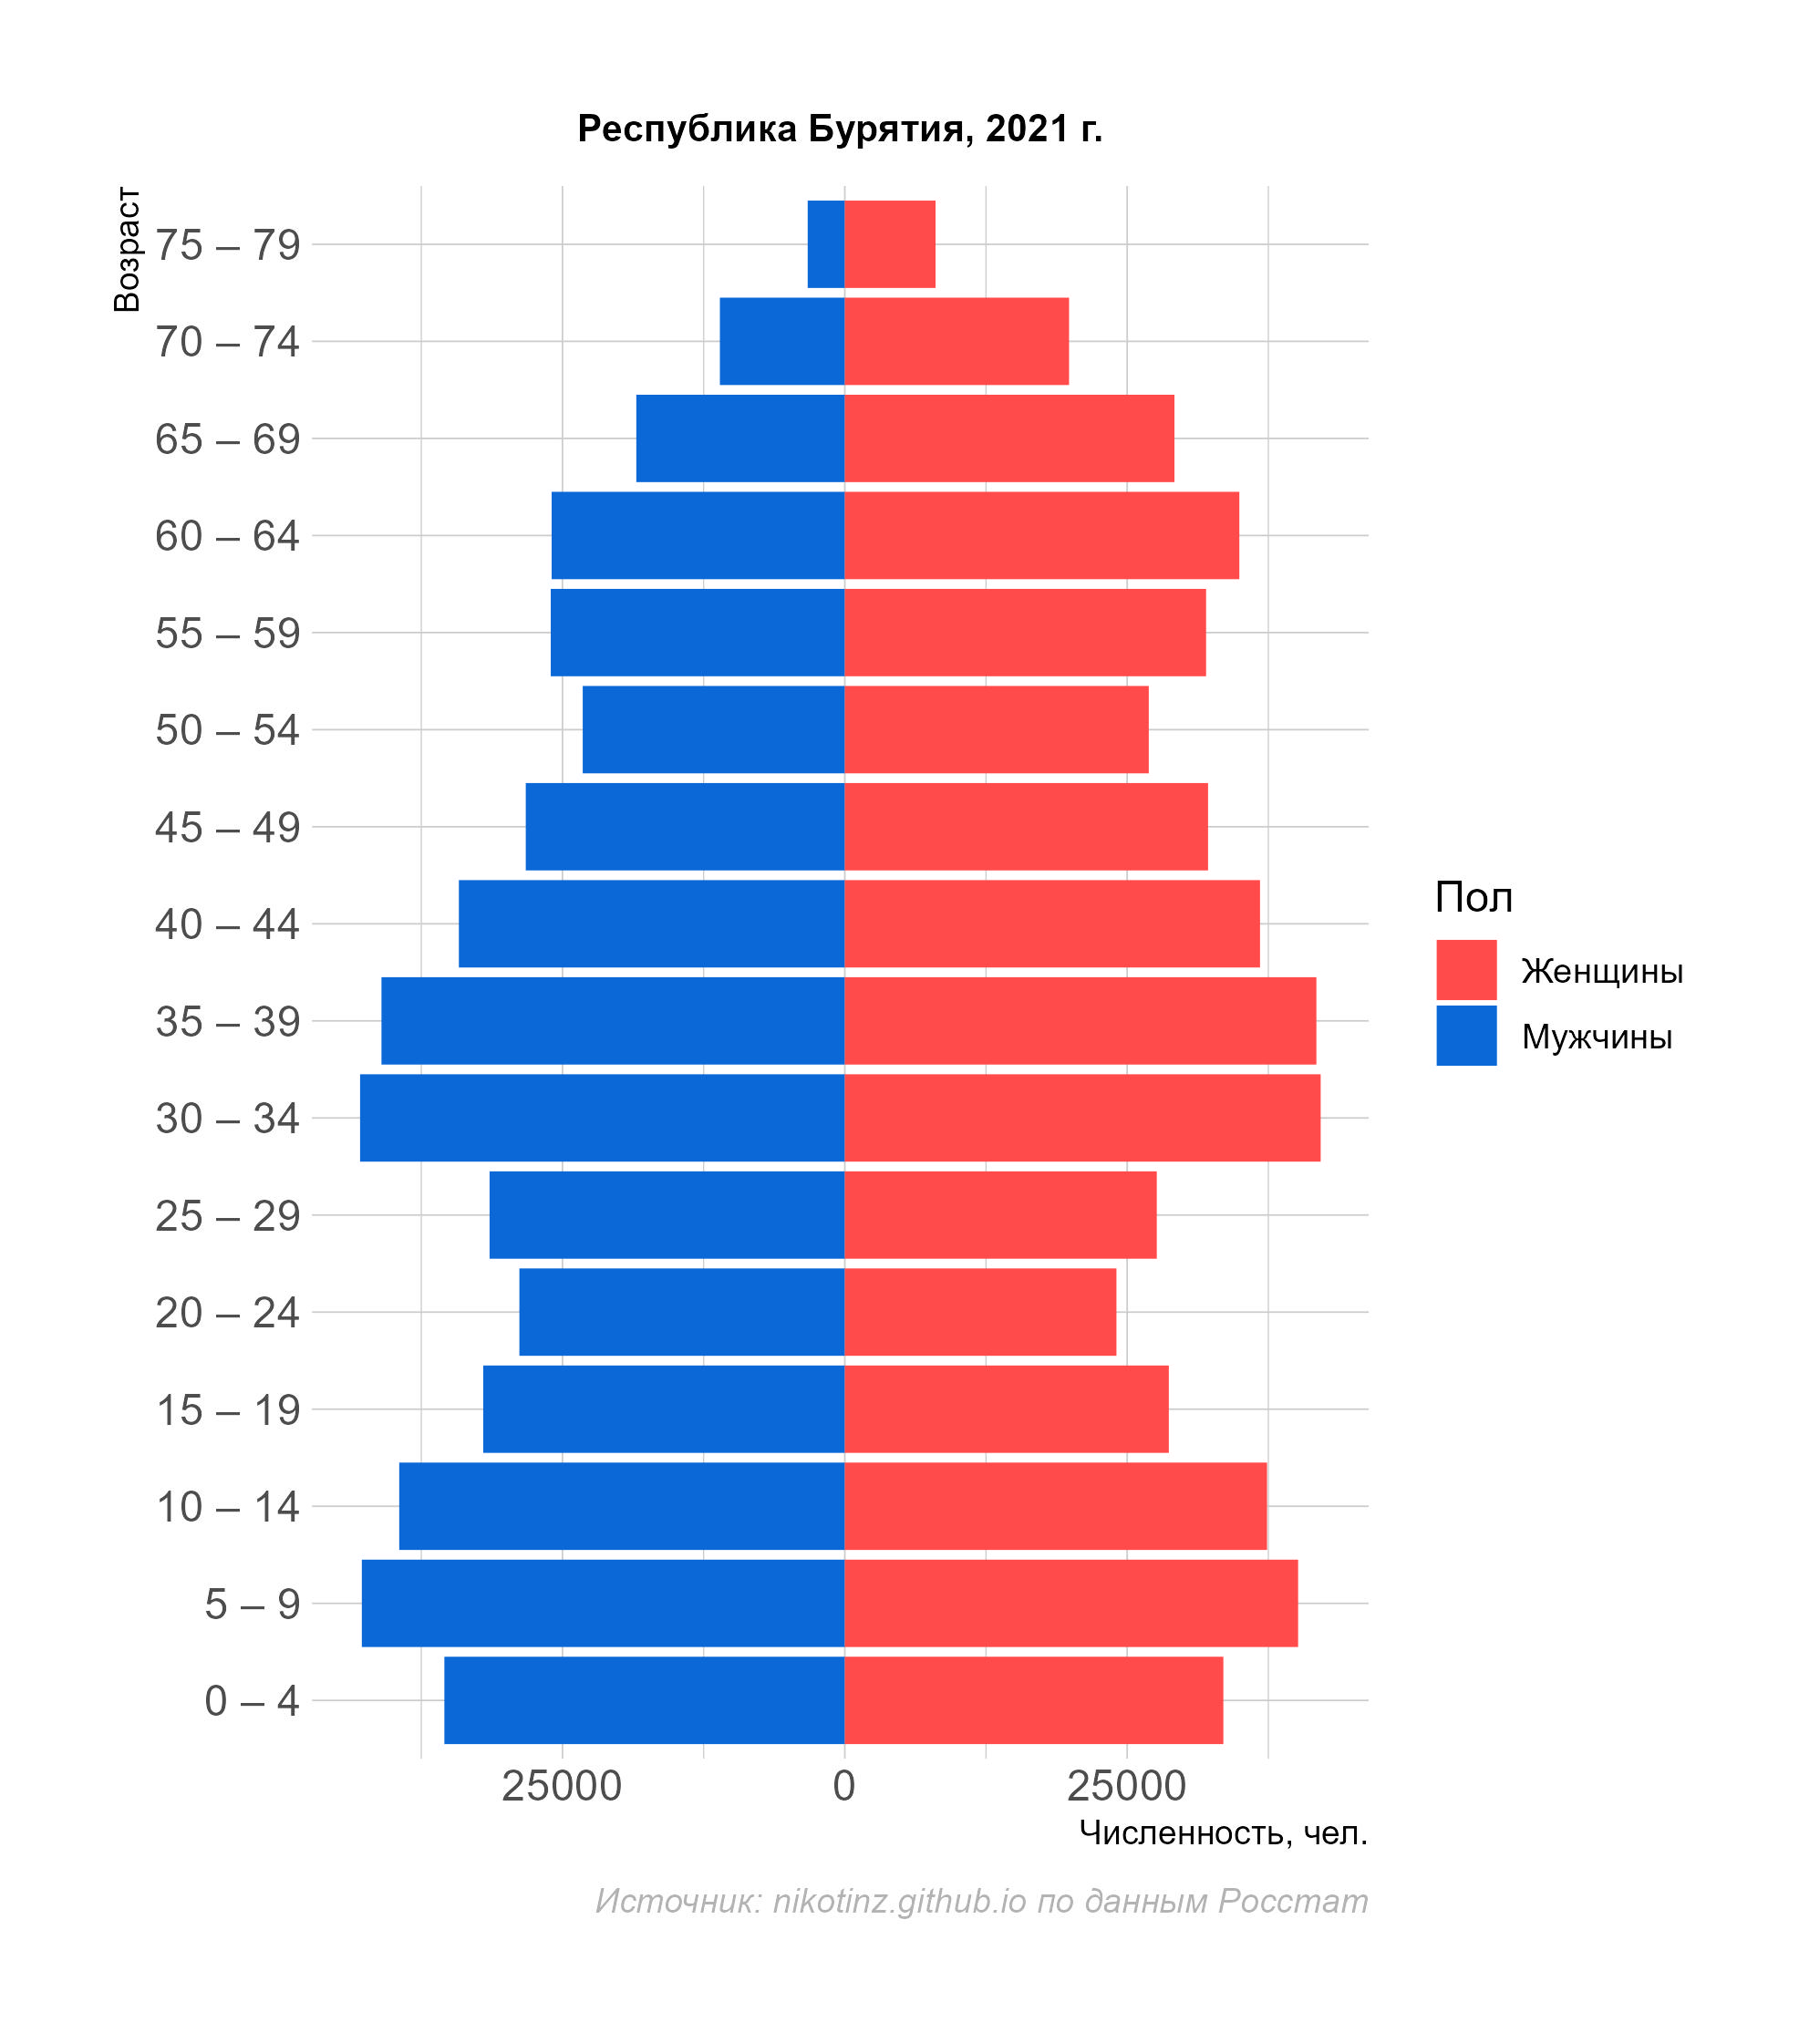 Республика Бурятия, 2021 г.
Возраст
75 – 79
70 – 74
65 – 69
60 – 64
55 – 59
50 – 54
45 – 49
40 – 44
35 – 39
30 – 34
25 – 29
20 – 24
15 – 19
10 – 14
5 – 9
0 – 4
25000 0 25000
Численность, чел.
Пол
Женщины
Мужчины
Источник: nikotinz.github.io по данным Росстат